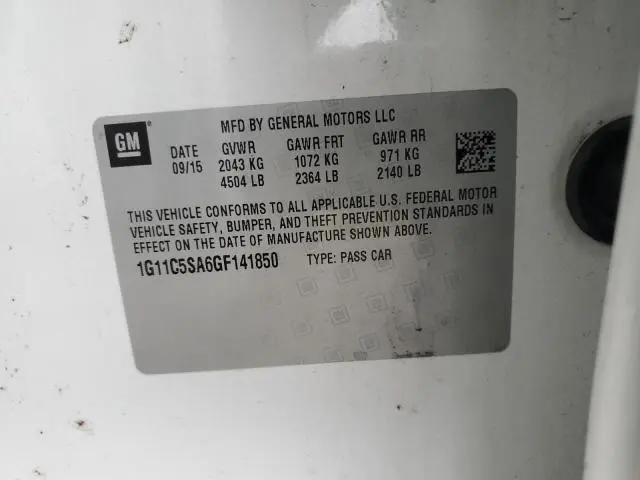 MFD BY GENERAL MOTORS LLC
GM
DATE GVWR GAWR FRT GAWR RR
09/15 2043 KG 1072 KG 971 KG
4504 LB 2364 LB 2140 LB
THIS VEHICLE CONFORMS TO ALL APPLICABLE U.S. FEDERAL MOTOR
VEHICLE SAFETY, BUMPER, AND THEFT PREVENTION STANDARDS IN
EFFECT ON THE DATE OF MANUFACTURE SHOWN ABOVE.
1G11C5SA6GF141850 TYPE: PASS CAR